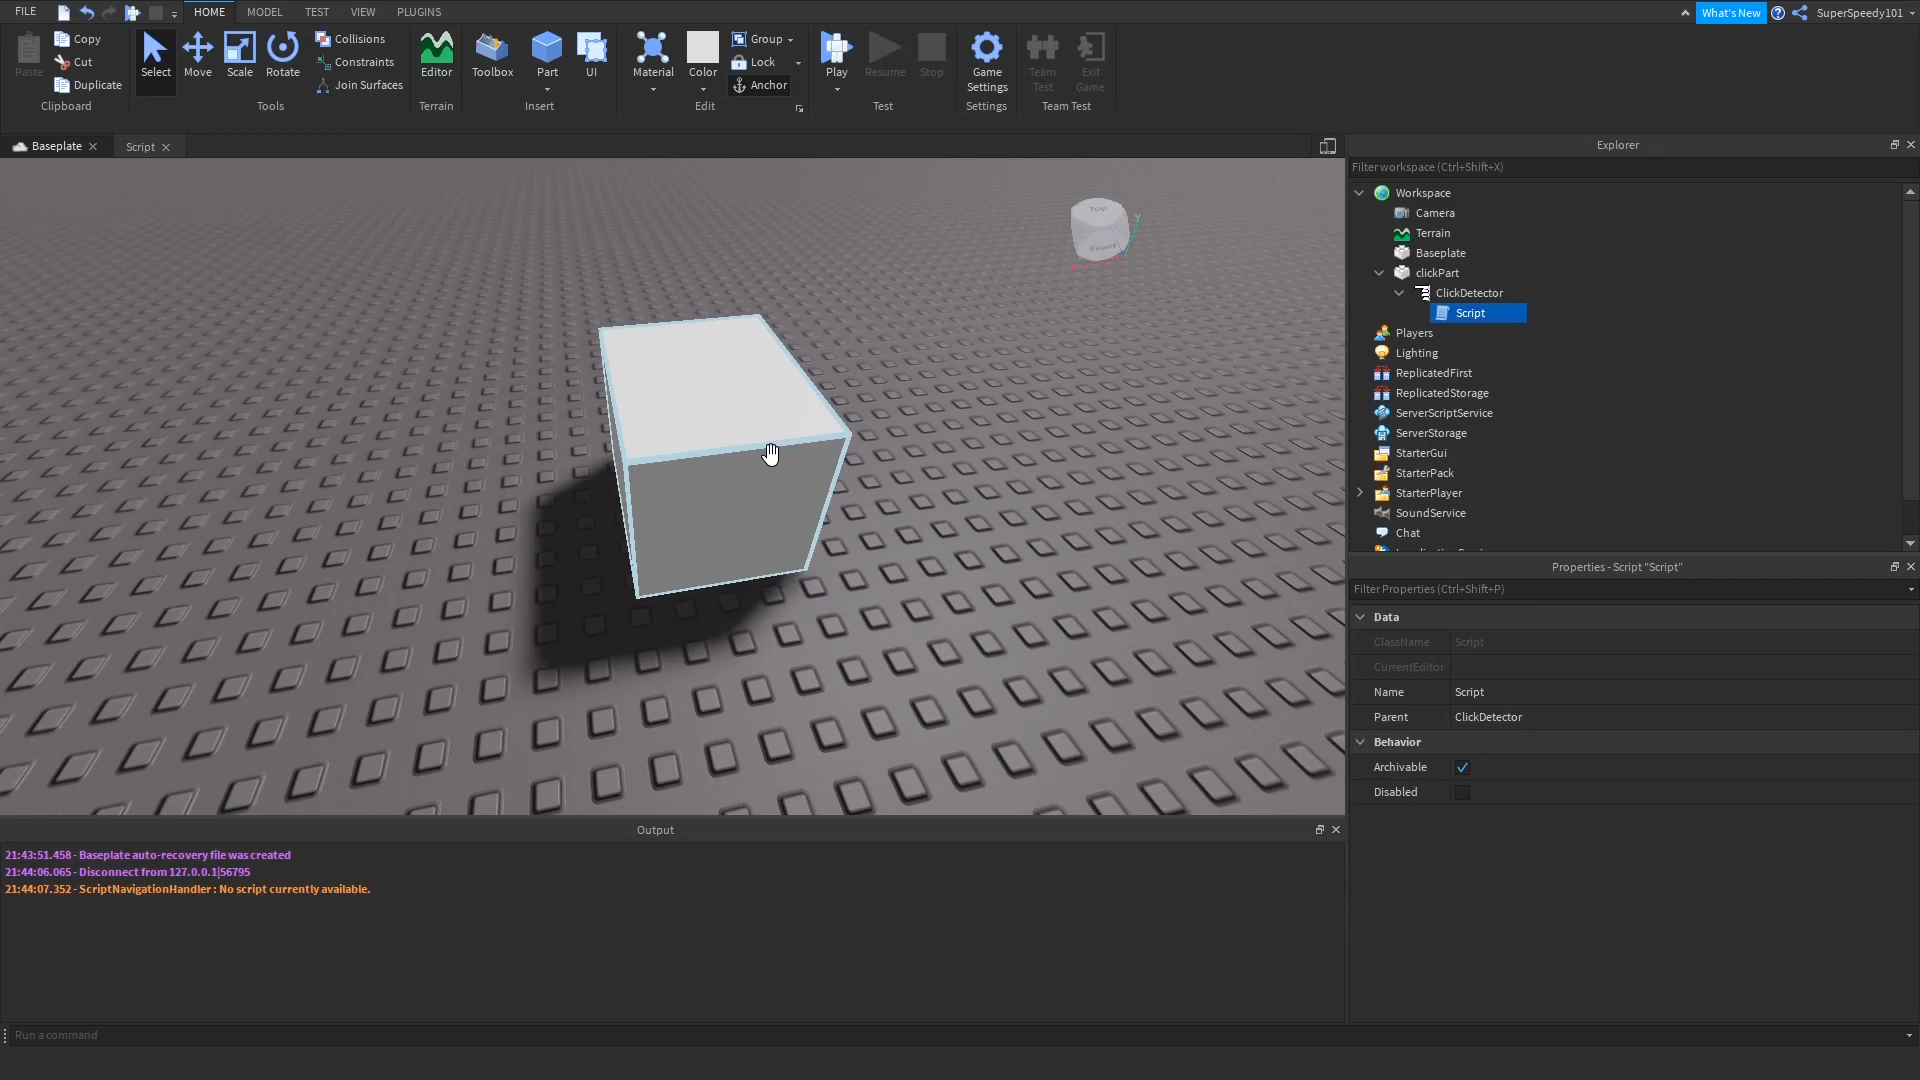 FILE
HOME
MODEL
TEST
VIEW
PLUGINS
What's New
SuperSpeedy101
Paste
Copy
Cut
Duplicate
Clipboard
Select
Move
Scale
Rotate
Collisions
Constraints
Join Surfaces
Tools
Editor
Terrain
Toolbox
Part
UI
Insert
Material
Color
Group
Lock
Anchor
Edit
Play
Resume
Stop
Test
Game
Settings
Settings
Team
Test
Exit
Game
Team Test
Baseplate
Script
Top
Front
Y
Explorer
Filter workspace (Ctrl+Shift+X)
Workspace
Camera
Terrain
Baseplate
clickPart
ClickDetector
Script
Players
Lighting
ReplicatedFirst
ReplicatedStorage
ServerScriptService
ServerStorage
StarterGui
StarterPack
StarterPlayer
SoundService
Chat
Properties - Script "Script"
Filter Properties (Ctrl+Shift+P)
Data
ClassName Script
CurrentEditor
Name Script
Parent ClickDetector
Behavior
Archivable
Disabled
Output
21:43:51.458 - Baseplate auto-recovery file was created
21:44:06.065 - Disconnect from 127.0.0.1|56795
21:44:07.352 - ScriptNavigationHandler : No script currently available.
Run a command